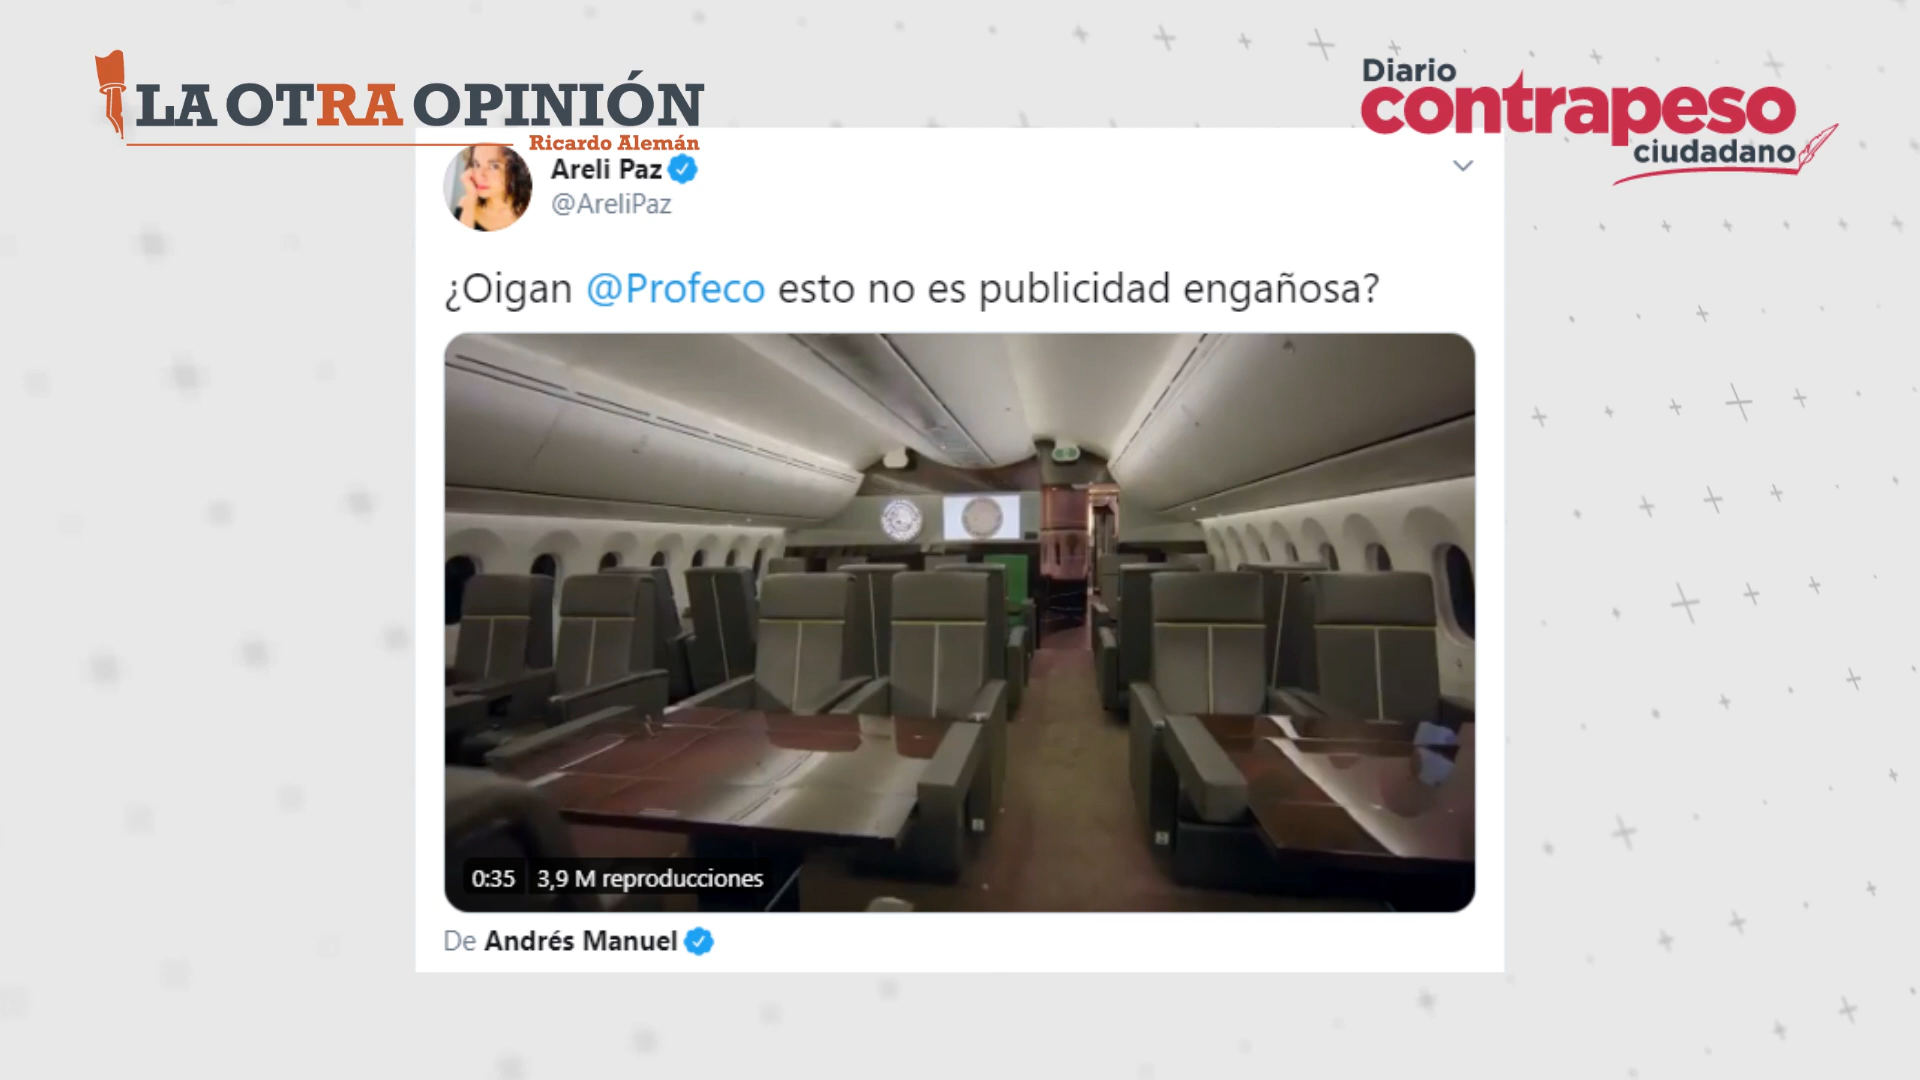 LA OTRA OPINIÓN
Ricardo Alemán
Diario
contrapeso
ciudadano
Areli Paz
@AreliPaz
¿Oigan @Profeco esto no es publicidad engañosa?
0:35 3,9 M reproducciones
De Andrés Manuel